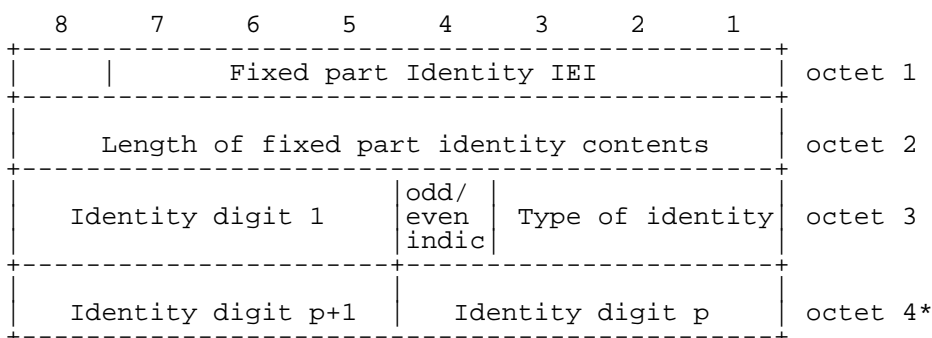 8 7 6 5 4 3 2 1
Fixed part Identity IEI octet 1
Length of fixed part identity contents octet 2
odd/
Identity digit 1 even Type of identity octet 3
indic
Identity digit p+1 Identity digit p octet 4*